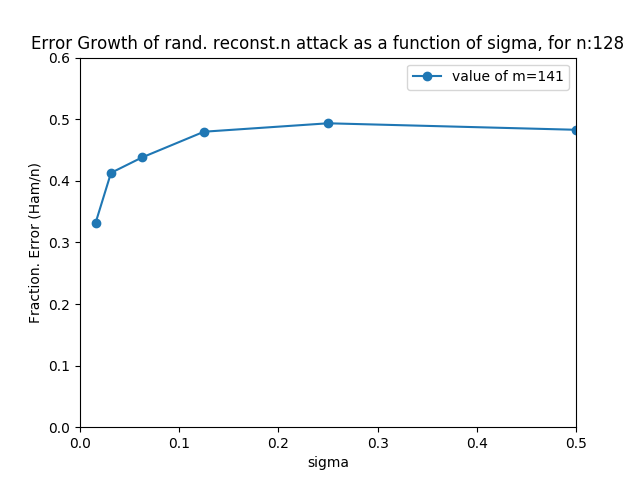 Error Growth of rand. reconst.n attack as a function of sigma, for n:128
value of m=141
Fraction. Error (Ham/n)
0.6
0.5
0.4
0.3
0.2
0.1
0.0
0.0 0.1 0.2 0.3 0.4 0.5
sigma